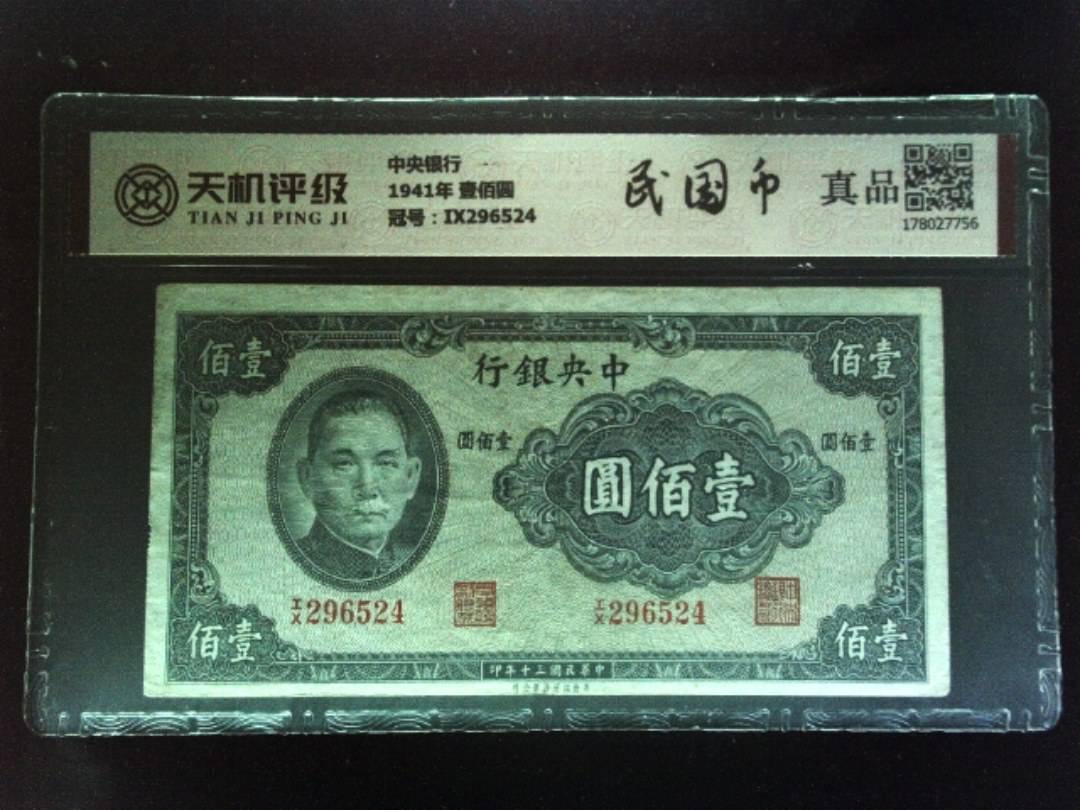 天机评级
TIAN JI PING JI
中央银行
1941年 壹佰圓
冠号：IX296524
民国币
真品
178027756
佰壹
行銀央中
佰壹
圓佰壹
圓佰壹
圓佰壹
I/X 296524
I/X 296524
佰壹
佰壹
印年十三國民華中